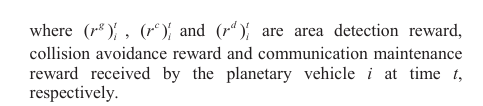 where (r^g)_i^t , (r^c)_i^t and (r^d)_i^t are area detection reward,
collision avoidance reward and communication maintenance
reward received by the planetary vehicle i at time t,
respectively.